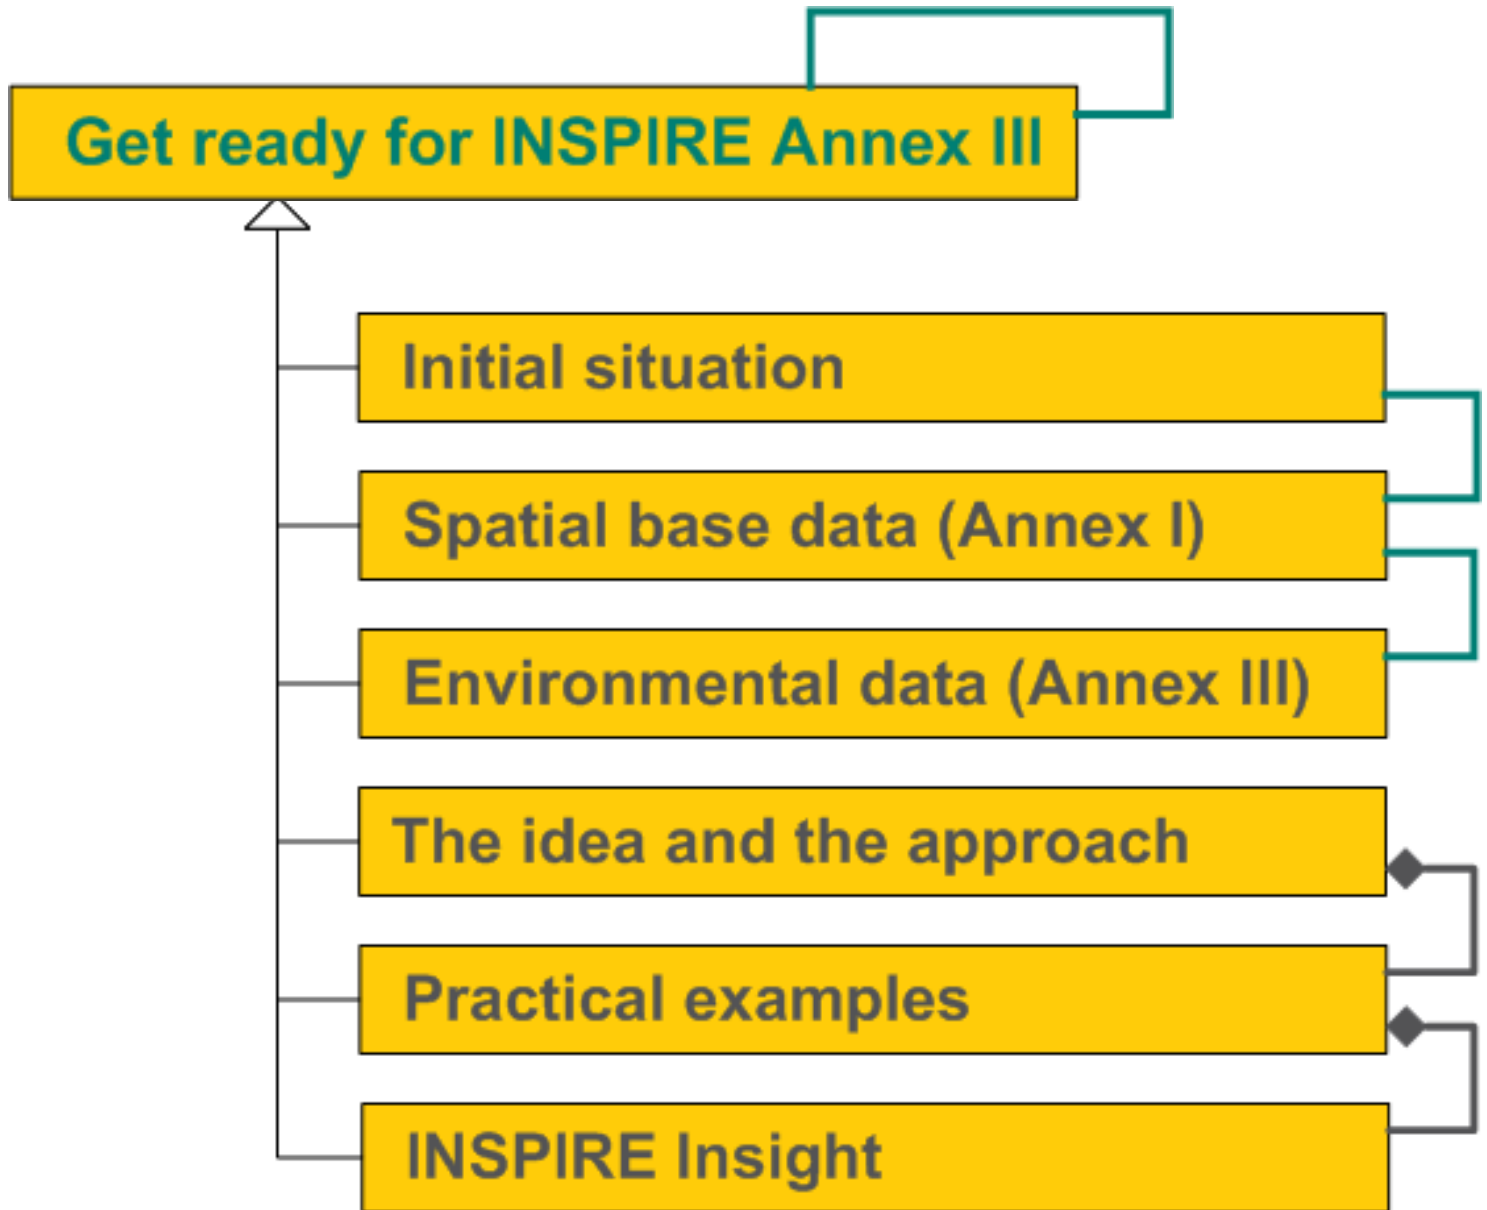 Get ready for INSPIRE Annex III
Initial situation
Spatial base data (Annex I)
Environmental data (Annex III)
The idea and the approach
Practical examples
INSPIRE Insight